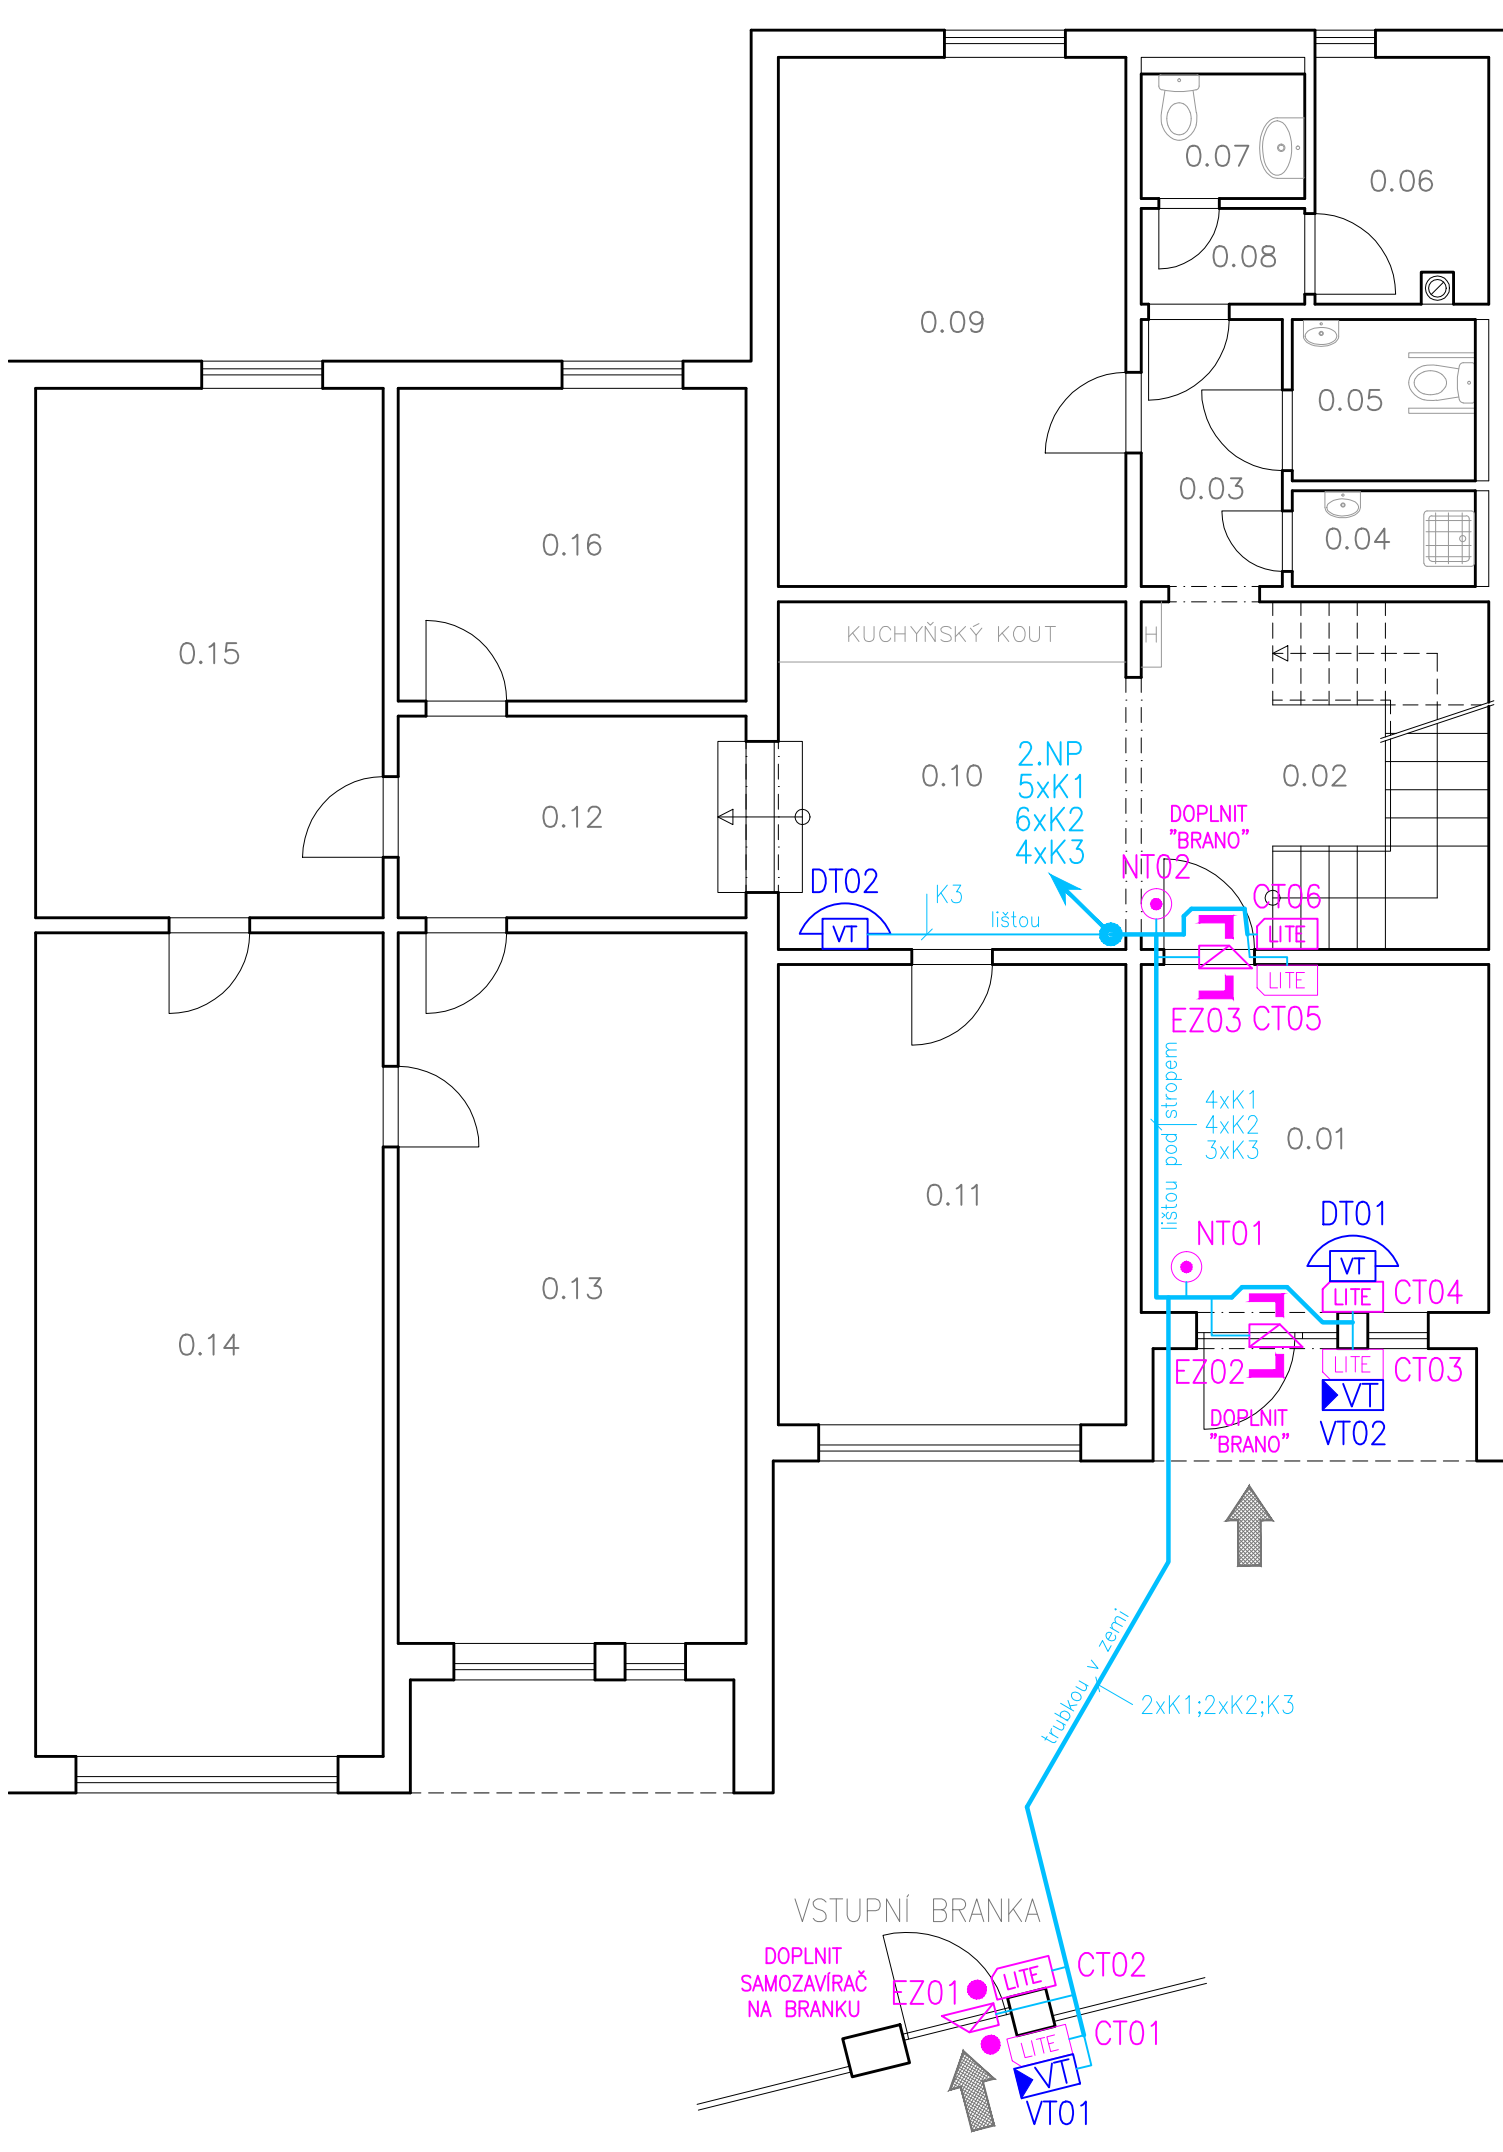 0.07
0.06
0.08
0.09
0.05
0.03
0.04
0.16
0.15
KUCHYŇSKÝ KOUT
H
2.NP
5xK1
6xK2
4xK3
0.10
0.02
0.12
DOPLNIT
"BRANO"
NT02
DT02
VT
K3
lištou
CT06
LITE
LITE
EZ03
CT05
lištou pod stropem
4xK1
4xK2
3xK3
0.01
0.11
DT01
VT
NT01
LITE
CT04
0.13
0.14
EZ02
LITE
CT03
VT
VT02
DOPLNIT
"BRANO"
trubkou v zemi
2xK1;2xK2;K3
VSTUPNÍ BRANKA
DOPLNIT
SAMOZAVÍRAČ
NA BRANKU
EZ01
LITE
CT02
LITE
CT01
VT
VT01